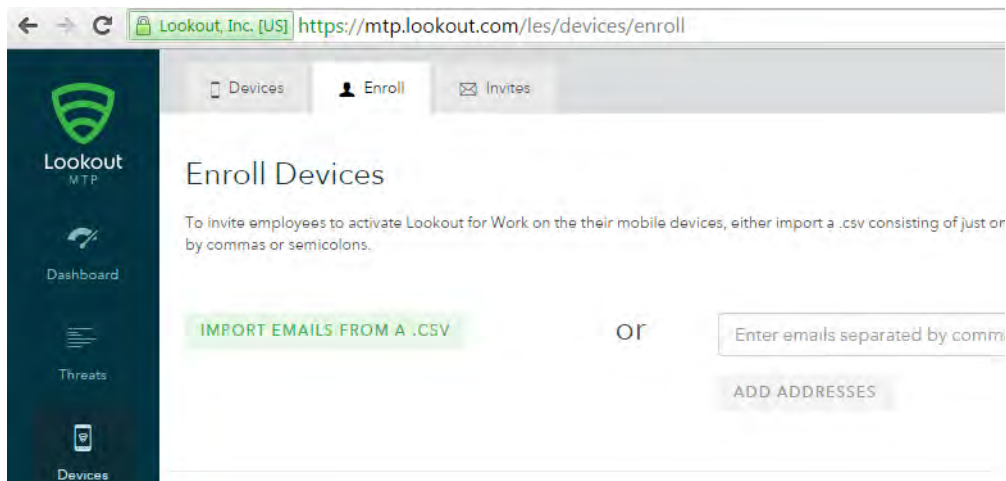 Lookout, Inc. [US] https://mtp.lookout.com/les/devices/enroll
Devices Enroll Invites
Lookout
MTP
Enroll Devices
To invite employees to activate Lookout for Work on the their mobile devices, either import a .csv consisting of just
by commas or semicolons.
Dashboard
IMPORT EMAILS FROM A .CSV or Enter emails separated by comm
Threats
ADD ADDRESSES
Devices